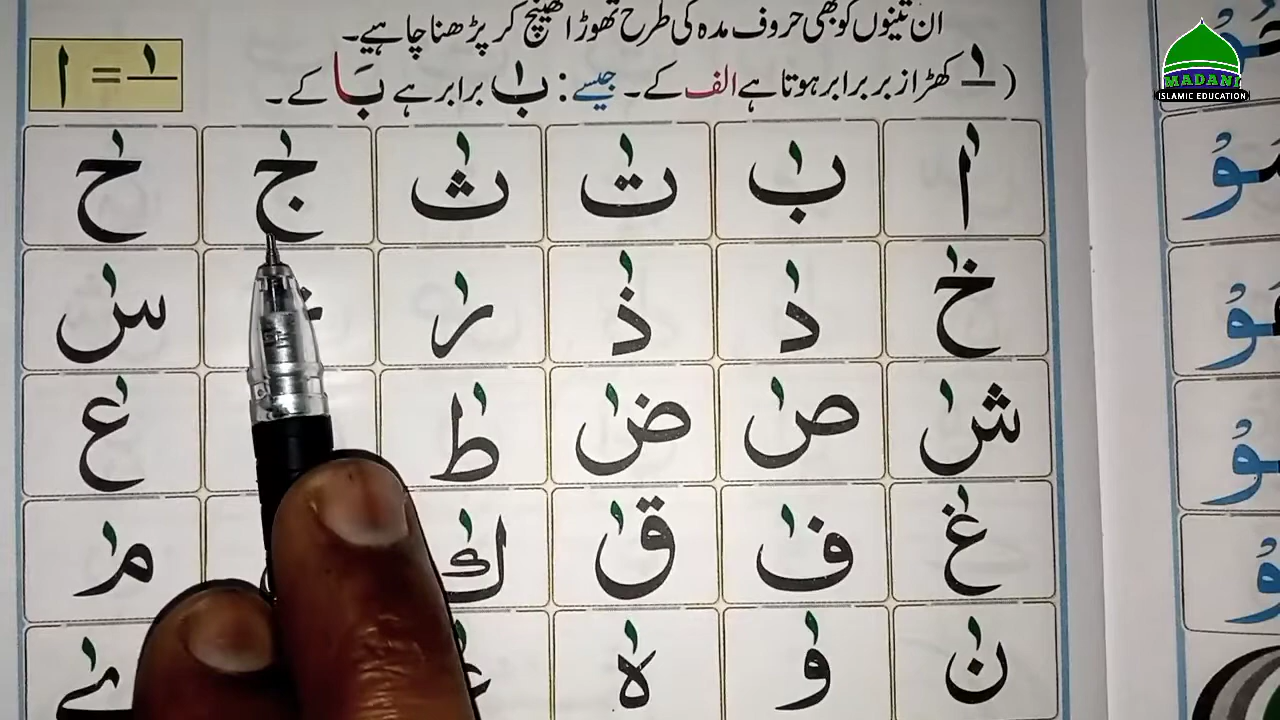 ان تینوں کو بھی حروف مدہ کی طرح تھوڑا کھینچ کر پڑھنا چاہیے۔
( ـٰ کھڑا زبر برابر ہوتا ہے الف کے۔ جیسے : بٰ برابر ہے بَا کے۔
ـٰ = ا
MADANI
ISLAMIC EDUCATION
اٰ بٰ تٰ ثٰ جٰ حٰ
خٰ دٰ ذٰ رٰ سٰ
شٰ صٰ ضٰ طٰ عٰ
غٰ فٰ قٰ كٰ مٰ
نٰ وٰ هٰ ےٰ